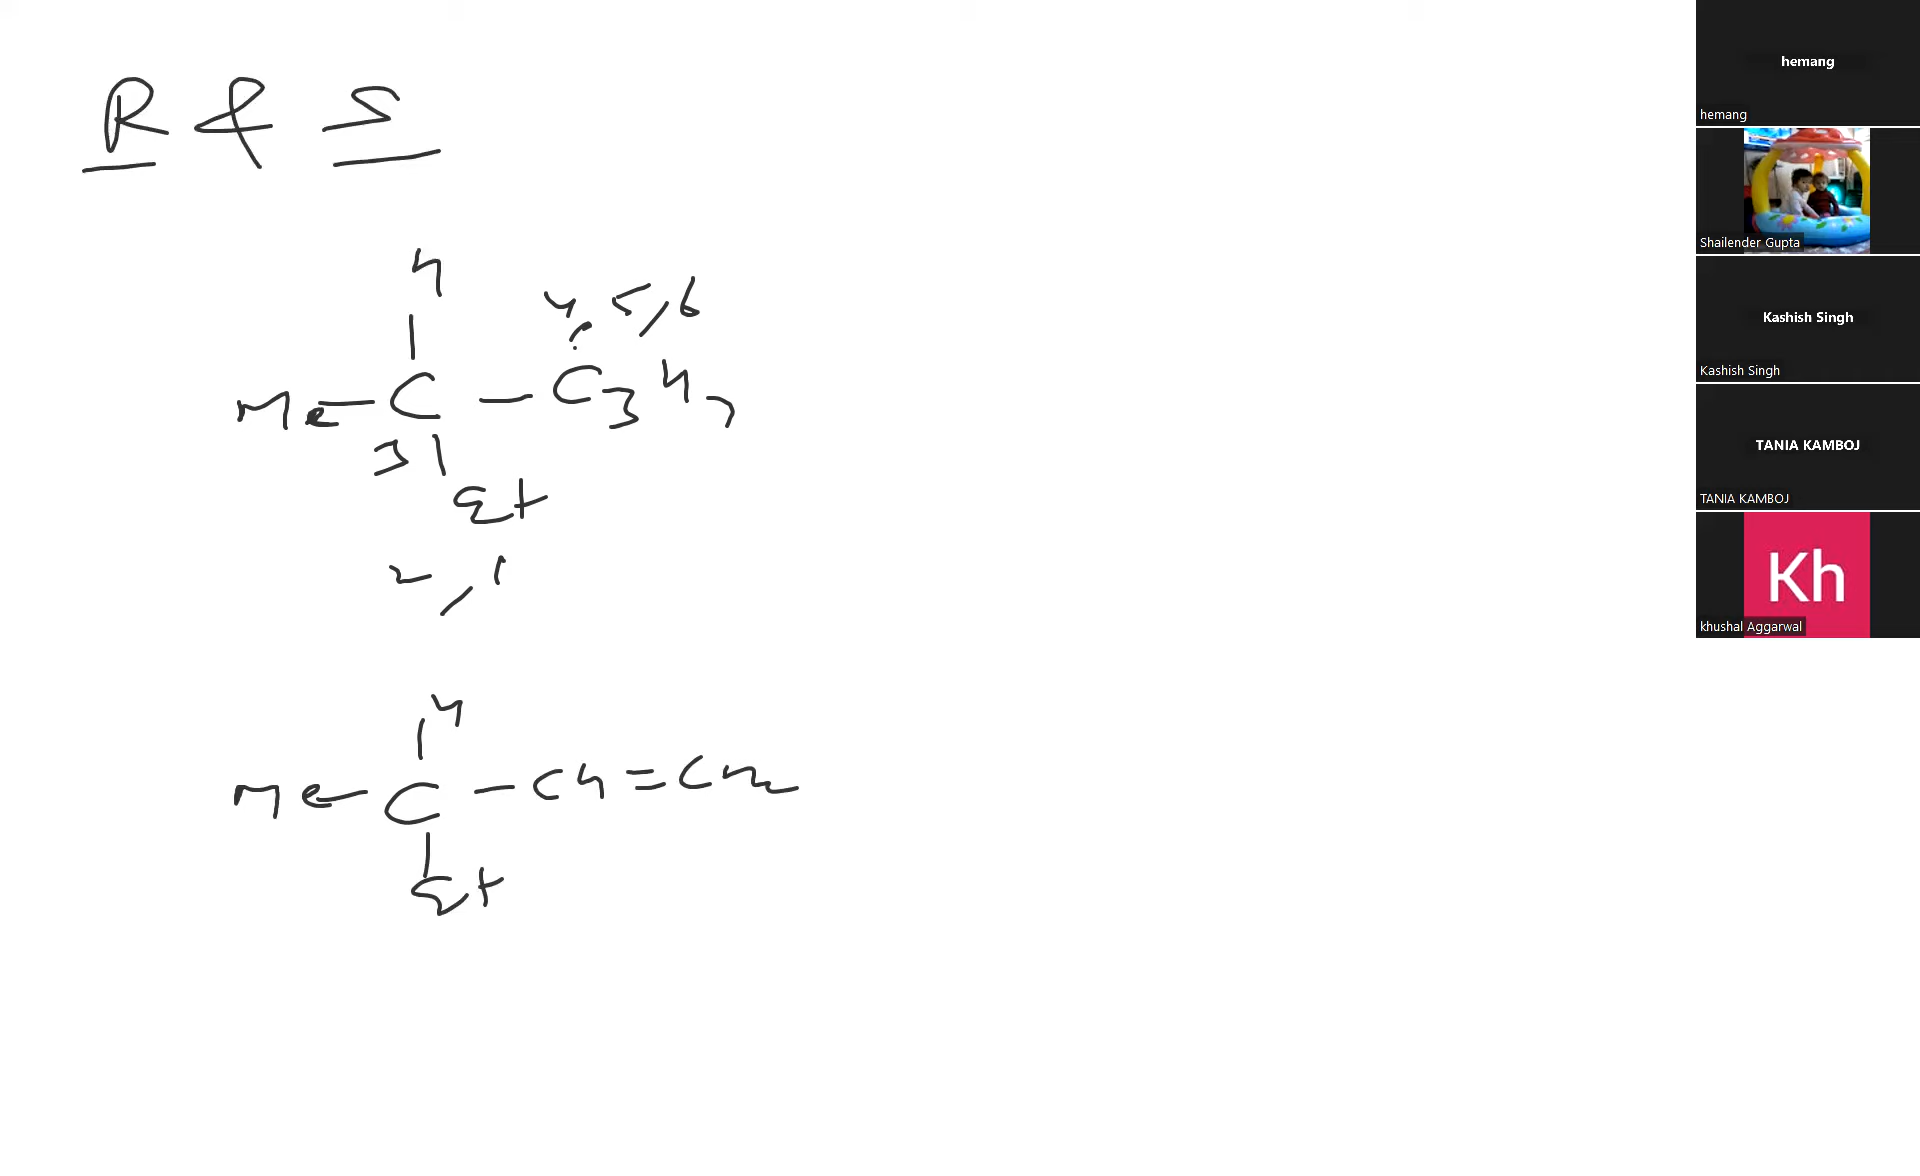 R & S
H
4,5,6
Me-C-C3H7
3
Et
2,1
H
Me-C-CH=CH2
Et
hemang
hemang
Shailender Gupta
Kashish Singh
Kashish Singh
TANIA KAMBOJ
TANIA KAMBOJ
Kh
khushal Aggarwal